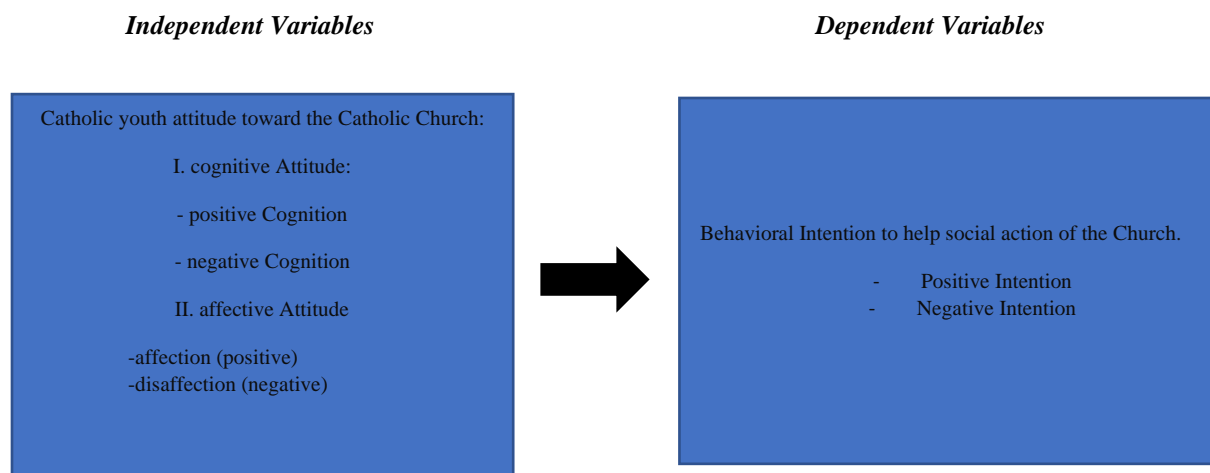 Independent Variables
Dependent Variables
Catholic youth attitude toward the Catholic Church:
I. cognitive Attitude:
- positive Cognition
- negative Cognition
II. affective Attitude
-affection (positive)
-disaffection (negative)
Behavioral Intention to help social action of the Church.
- Positive Intention
- Negative Intention